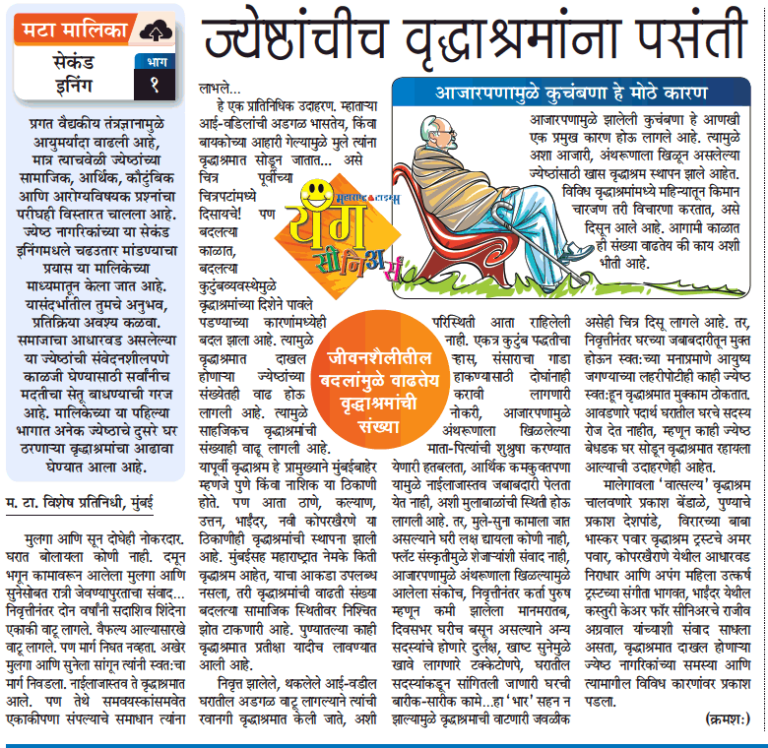 मटा मालिका
सेकंड
इनिंग
भाग
१
प्रगत वैद्यकीय तंत्रज्ञानामुळे
आयुमर्यादा वाढली आहे,
मात्र त्याचवेळी ज्येष्ठांच्या
सामाजिक, आर्थिक, कौटुंबिक
आणि आरोग्यविषयक प्रश्नांचा
परीघही विस्तारत चालला आहे.
ज्येष्ठ नागरिकांच्या या सेकंड
इनिंगमधले चढउतार मांडण्याचा
प्रयास या मालिकेच्या
माध्यमातून केला जात आहे.
यासंदर्भातील तुमचे अनुभव,
प्रतिक्रिया अवश्य कळवा.
समाजाचा आधारवड असलेल्या
या ज्येष्ठांची संवेदनशीलपणे
काळजी घेण्यासाठी सर्वांनीच
मदतीचा सेतू बाधण्याची गरज
आहे. मालिकेच्या या पहिल्या
भागात अनेक ज्येष्ठाचे दुसरे घर
ठरणाऱ्या वृद्धाश्रमांचा आढावा
घेण्यात आला आहे.
ज्येष्ठांचीच वृद्धाश्रमांना पसंती
म. टा. विशेष प्रतिनिधी, मुंबई
मुलगा आणि सून दोघेही नोकरदार.
घरात बोलायला कोणी नाही. दमून
भगून कामावरून आलेला मुलगा आणि
सुनेसोबत रात्री जेवण्यापुरताचा संवाद...
निवृत्तीनंतर दोन वर्षांनी सदाशिव शिंदेना
एकाकी वाटू लागले. वैफल्य आल्यासारखे
वाटू लागले. पण मार्ग निघत नव्हता. अखेर
मुलगा आणि सुनेला सांगून त्यांनी स्वत:चा
मार्ग निवडला. नाईलाजास्तव ते वृद्धाश्रमात
आले. पण तेथे समवयस्कांसमवेत
एकाकीपणा संपल्याचे समाधान त्यांना
लाभले...
हे एक प्रतिनिधिक उदाहरण. म्हाताऱ्या
आई-वडिलांची अडगळ भासतेय, किंवा
बायकोच्या आहारी गेल्यामुळे मुले त्यांना
वृद्धाश्रमात सोडून जातात... असे
चित्र पूर्वीच्या
चित्रपटांमध्ये
दिसायचे! पण
बदलत्या
काळात,
बदलत्या
कुटुंबव्यवस्थेमुळे
वृद्धाश्रमांच्या दिशेने पावले
पडण्याच्या कारणांमध्येही
बदल झाला आहे. त्यामुळे
वृद्धाश्रमात दाखल
होणाऱ्या ज्येष्ठांच्या
संख्येतही वाढ होऊ
लागली आहे. त्यामुळे
साहजिकच वृद्धाश्रमांची
संख्याही वाढू लागली आहे.
यापूर्वी वृद्धाश्रम हे प्रामुख्याने मुंबईबाहेर
म्हणजे पुणे किंवा नाशिक या ठिकाणी
होते. पण आता ठाणे, कल्याण,
उत्तन, भाईंदर, नवी कोपरखैरणे या
ठिकाणीही वृद्धाश्रमांची स्थापना झाली
आहे. मुंबईसह महाराष्ट्रात नेमके किती
वृद्धाश्रम आहेत, याचा आकडा उपलब्ध
नसला, तरी वृद्धाश्रमांची वाढती संख्या
बदलत्या सामाजिक स्थितीवर निश्चित
झोत टाकणारी आहे. पुण्यातल्या काही
वृद्धाश्रमात प्रतीक्षा यादीच लावण्यात
आली आहे.
निवृत्त झालेले, थकलेले आई-वडील
घरातील अडगळ वाटू लागल्याने त्यांची
रवानगी वृद्धाश्रमात केली जाते, अशी
महाराष्ट्र टाइम्स
यंग
सीनिअर्स
जीवनशैलीतील
बदलांमुळे वाढतेय
वृद्धाश्रमांची
संख्या
आजारपणामुळे कुचंबणा हे मोठे कारण
आजारपणामुळे झालेली कुचंबणा हे आणखी
एक प्रमुख कारण होऊ लागले आहे. त्यामुळे
अशा आजारी, अंथरूणाला खिळून असलेल्या
ज्येष्ठांसाठी खास वृद्धाश्रम स्थापन झाले आहेत.
विविध वृद्धाश्रमांमध्ये महिन्यातून किमान
चारजण तरी विचारणा करतात, असे
दिसून आले आहे. आगामी काळात
ही संख्या वाढतेय की काय अशी
भीती आहे.
परिस्थिती आता राहिलेली
नाही. एकत्र कुटुंब पद्धतीचा
ऱ्हास, संसाराचा गाडा
हाकण्यासाठी दोघांनाही
करावी लागणारी
नोकरी, आजारपणामुळे
अंथरूणाला खिळलेल्या
माता-पित्यांची शुश्रुषा करण्यात
येणारी हतबलता, आर्थिक कमकुवतपणा
यामुळे नाईलाजास्तव जबाबदारी पेलता
येत नाही, अशी मुलाबाळांची स्थिती होऊ
लागली आहे. तर, मुले-सुना कामाला जात
असल्याने घरी लक्ष द्यायला कोणी नाही,
फ्लॅट संस्कृतीमुळे शेजाऱ्यांशी संवाद नाही,
आजारपणामुळे अंथरूणाला खिळल्यामुळे
आलेला संकोच, निवृत्तीनंतर कर्ता पुरुष
म्हणून कमी झालेला मानमरातब,
दिवसभर घरीच बसून असल्याने अन्य
सदस्यांचे होणारे दुर्लक्ष, खाष्ट सुनेमुळे
खावे लागणारे टक्केटोणपे, घरातील
सदस्यांकडून सांगितली जाणारी घरची
बारीक-सारीक कामे...हा 'भार' सहन न
झाल्यामुळे वृद्धाश्रमाची वाटणारी जवळीक
असेही चित्र दिसू लागले आहे. तर,
निवृत्तीनंतर घरच्या जबाबदारीतून मुक्त
होऊन स्वत:च्या मनाप्रमाणे आयुष्य
जगण्याच्या लहरीपोटीही काही ज्येष्ठ
स्वत:हून वृद्धाश्रमात मुक्काम ठोकतात.
आवडणारे पदार्थ घरातील घरचे सदस्य
रोज देत नाहीत, म्हणून काही ज्येष्ठ
बेधडक घर सोडून वृद्धाश्रमात रहायला
आल्याची उदाहरणेही आहेत.
मालेगावला 'वात्सल्य' वृद्धाश्रम
चालवणारे प्रकाश बेंडाळे, पुण्याचे
प्रकाश देशपांडे, विरारच्या बाबा
भास्कर पवार वृद्धाश्रम ट्रस्टचे अमर
पवार, कोपरखैराणे येथील आधारवड
निराधार आणि अपंग महिला उत्कर्ष
ट्रस्टच्या संगीता भागवत, भाईंदर येथील
कस्तुरी केअर फॉर सीनिअरचे राजीव
अग्रवाल यांच्याशी संवाद साधला
असता, वृद्धाश्रमात दाखल होणाऱ्या
ज्येष्ठ नागरिकांच्या समस्या आणि
त्यामागील विविध कारणांवर प्रकाश
पडला.
(क्रमश:)